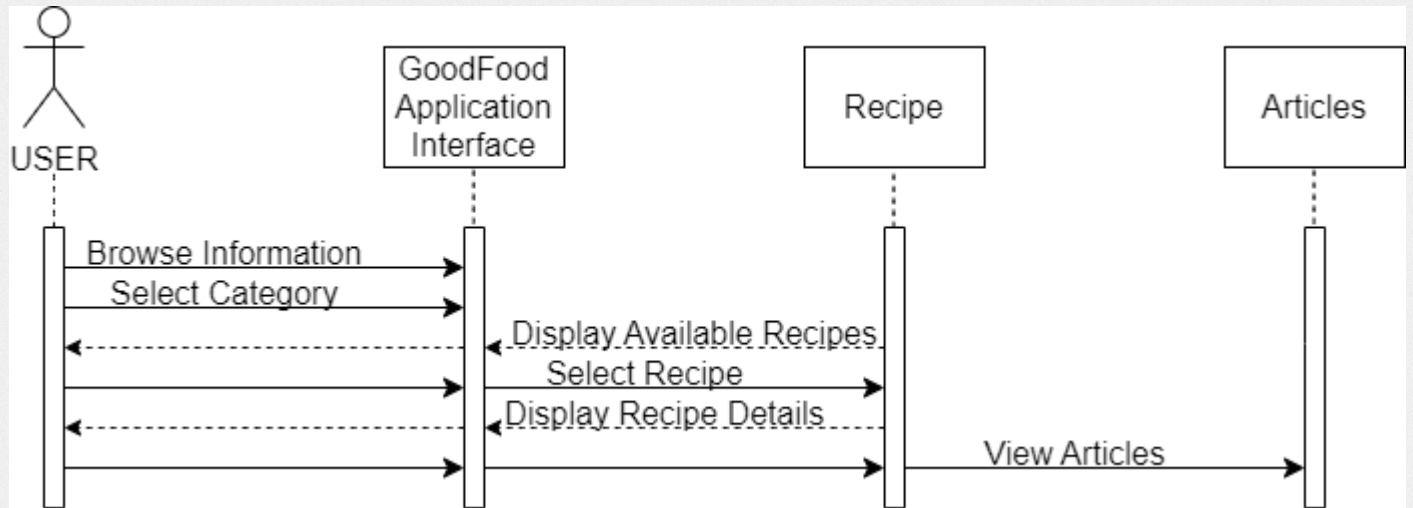 GoodFood
Application
Interface
Recipe
Articles
USER
Browse Information
Select Category
Display Available Recipes
Select Recipe
Display Recipe Details
View Articles